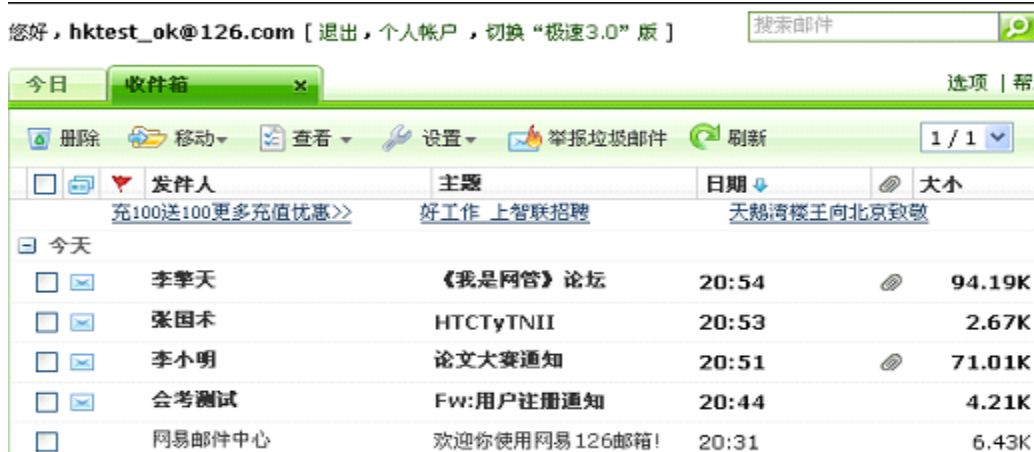 您好，hktest_ok@126.com [ 退出，个人帐户，切换“极速3.0”版 ] 搜索邮件
今日 收件箱 × 选项 | 帮
删除 移动 查看 设置 举报垃圾邮件 刷新 1 / 1
发件人 主题 日期 大小
充100送100更多充值优惠>> 好工作 上智联招聘 天鹅湾楼王向北京致敬
今天
李擎天 《我是网管》论坛 20:54 94.19K
张国术 HTCTyTNII 20:53 2.67K
李小明 论文大赛通知 20:51 71.01K
会考测试 Fw:用户注册通知 20:44 4.21K
网易邮件中心 欢迎你使用网易126邮箱! 20:31 6.43K